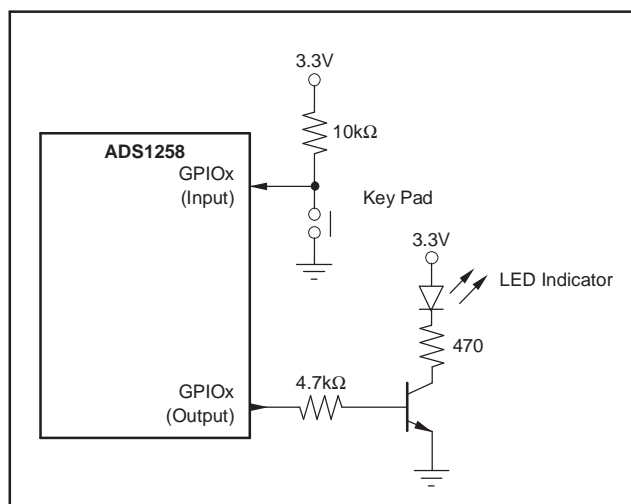 3.3V
10kΩ
ADS1258
GPIOx
(Input)
Key Pad
3.3V
LED Indicator
470
4.7kΩ
GPIOx
(Output)